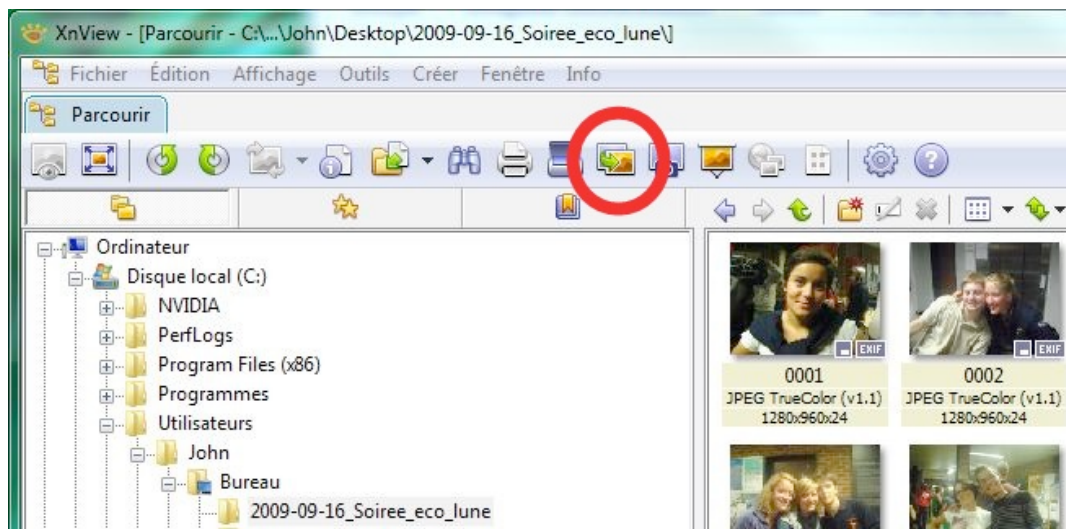 XnView - [Parcourir - C:\...\John\Desktop\2009-09-16_Soiree_eco_lune\]
Fichier Édition Affichage Outils Créer Fenêtre Info
Parcourir
Ordinateur
Disque local (C:)
NVIDIA
PerfLogs
Program Files (x86)
Programmes
Utilisateurs
John
Bureau
2009-09-16_Soiree_eco_lune
EXIF EXIF
0001 0002
JPEG TrueColor (v1.1) JPEG TrueColor (v1.1)
1280x960x24 1280x960x24